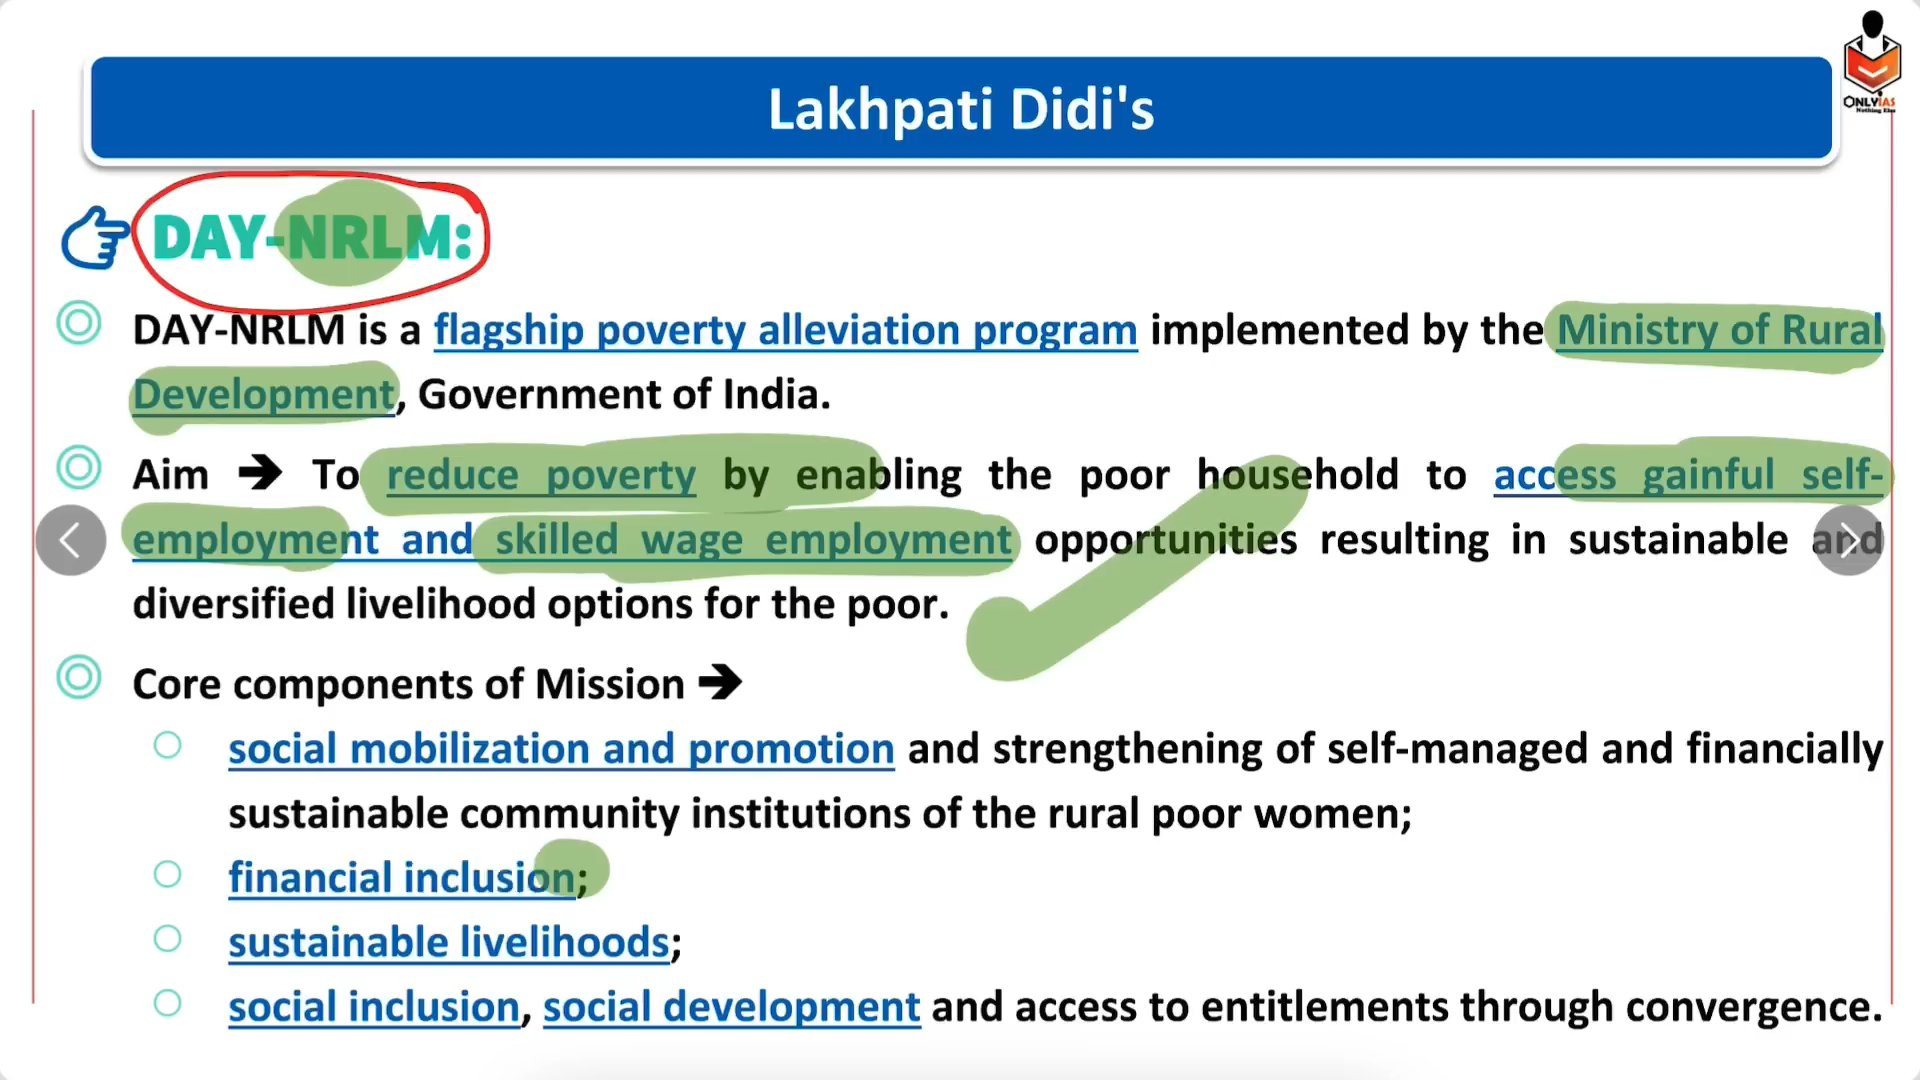 Lakhpati Didi's
ONLYIAS
Nothing Else
DAY-NRLM:
DAY-NRLM is a flagship poverty alleviation program implemented by the Ministry of Rural
Development, Government of India.
Aim ➔ To reduce poverty by enabling the poor household to access gainful self-
employment and skilled wage employment opportunities resulting in sustainable and
diversified livelihood options for the poor.
Core components of Mission ➔
social mobilization and promotion and strengthening of self-managed and financially
sustainable community institutions of the rural poor women;
financial inclusion;
sustainable livelihoods;
social inclusion, social development and access to entitlements through convergence.